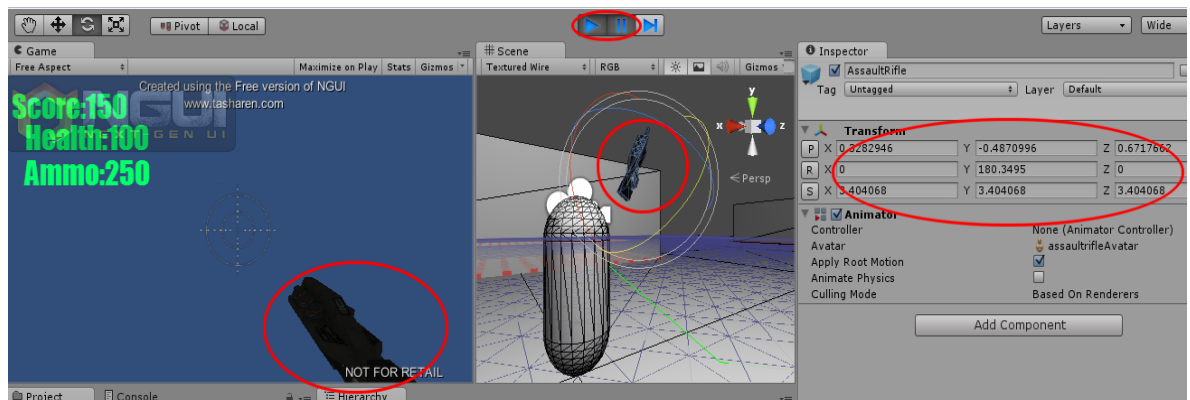 Pivot Local Layers Wide
Game
Free Aspect Maximize on Play Stats Gizmos
Created using the Free version of NGUI
www.tasharen.com
NGUI
NEXT-GEN UI
Score:150
Health:100
Ammo:250
NOT FOR RETAIL
Scene
Textured Wire RGB Gizmos
y
x z
Persp
Inspector
AssaultRifle
Tag Untagged Layer Default
Transform
P X 0.3282946 Y -0.4870996 Z 0.6717662
R X 0 Y 180.3495 Z 0
S X 3.404068 Y 3.404068 Z 3.404068
Animator
Controller None (Animator Controller)
Avatar assaultrifleAvatar
Apply Root Motion
Animate Physics
Culling Mode Based On Renderers
Add Component
Project Console Hierarchy